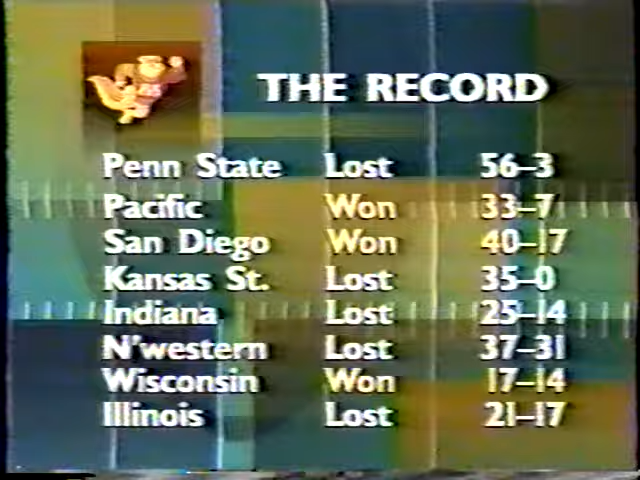 THE RECORD
Penn State Lost 56–3
Pacific Won 33–7
San Diego Won 40–17
Kansas St. Lost 35–0
Indiana Lost 25–14
N'western Lost 37–31
Wisconsin Won 17–14
Illinois Lost 21–17